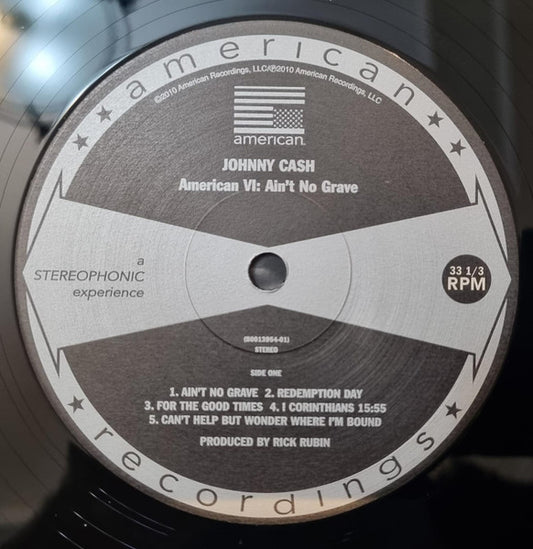 american
©2010 American Recordings, LLC/℗2010 American Recordings, LLC
american.
JOHNNY CASH
American VI: Ain't No Grave
a
STEREOPHONIC
experience
33 1/3
RPM
(B0013954-01)
STEREO
SIDE ONE
1. AIN'T NO GRAVE 2. REDEMPTION DAY
3. FOR THE GOOD TIMES 4. I CORINTHIANS 15:55
5. CAN'T HELP BUT WONDER WHERE I'M BOUND
PRODUCED BY RICK RUBIN
recordings